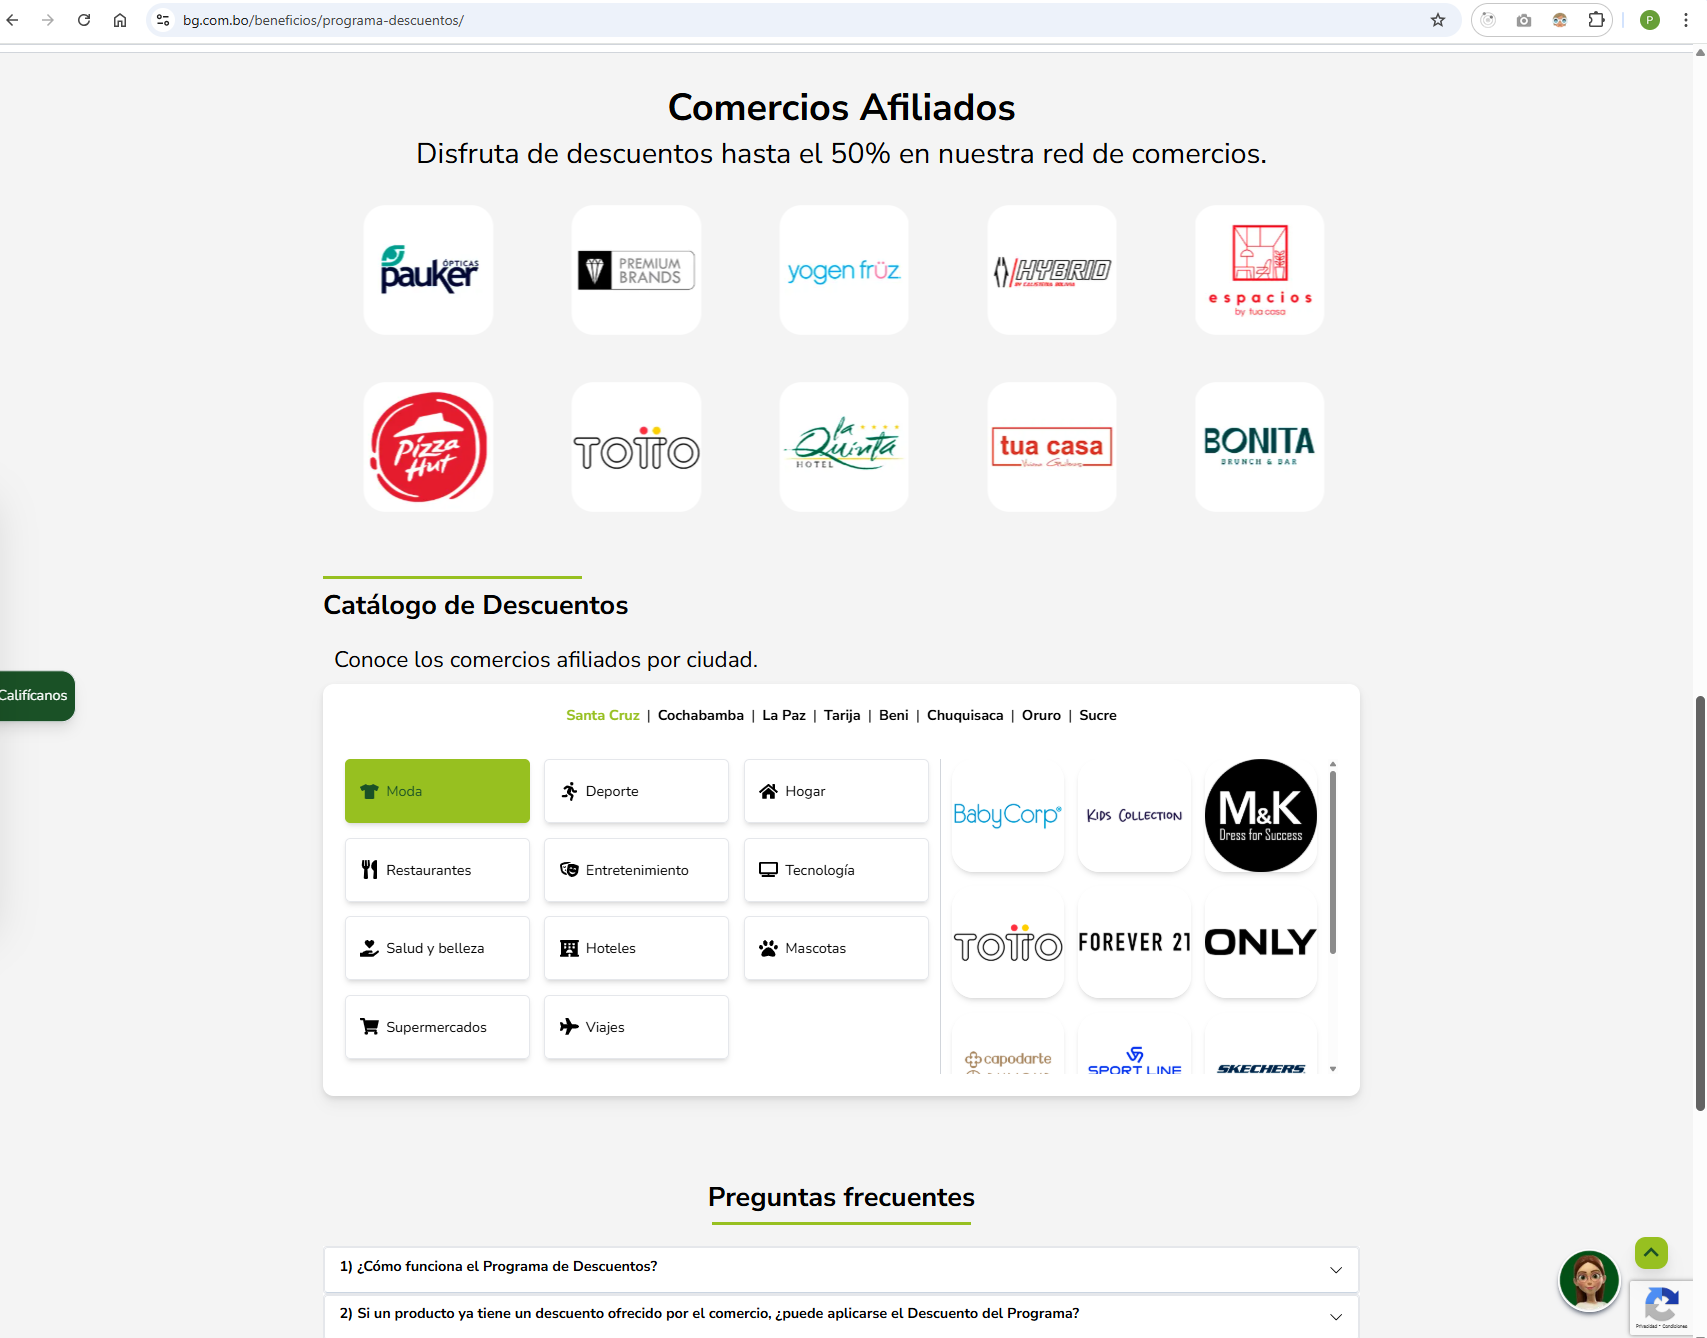 bg.com.bo/beneficios/programa-descuentos/
P
Comercios Afiliados
Disfruta de descuentos hasta el 50% en nuestra red de comercios.
ÓPTICAS
pauker
PREMIUM
BRANDS
yogen früz
HYBRID
BY CALISTENIA BOLIVIA
espacios
by tua casa
Pizza
Hut
TOTTO
la
Quinta
HOTEL
tua casa
BONITA
BRUNCH & BAR
Catálogo de Descuentos
Conoce los comercios afiliados por ciudad.
Califícanos
Santa Cruz | Cochabamba | La Paz | Tarija | Beni | Chuquisaca | Oruro | Sucre
Moda
Deporte
Hogar
Restaurantes
Entretenimiento
Tecnología
Salud y belleza
Hoteles
Mascotas
Supermercados
Viajes
BabyCorp®
KIDS COLLECTION
M&K
Dress for Success
TOTTO
FOREVER 21
ONLY
capodarte
SPORT LINE
SKECHERS
Preguntas frecuentes
1) ¿Cómo funciona el Programa de Descuentos?
2) Si un producto ya tiene un descuento ofrecido por el comercio, ¿puede aplicarse el Descuento del Programa?
Privacidad - Condiciones